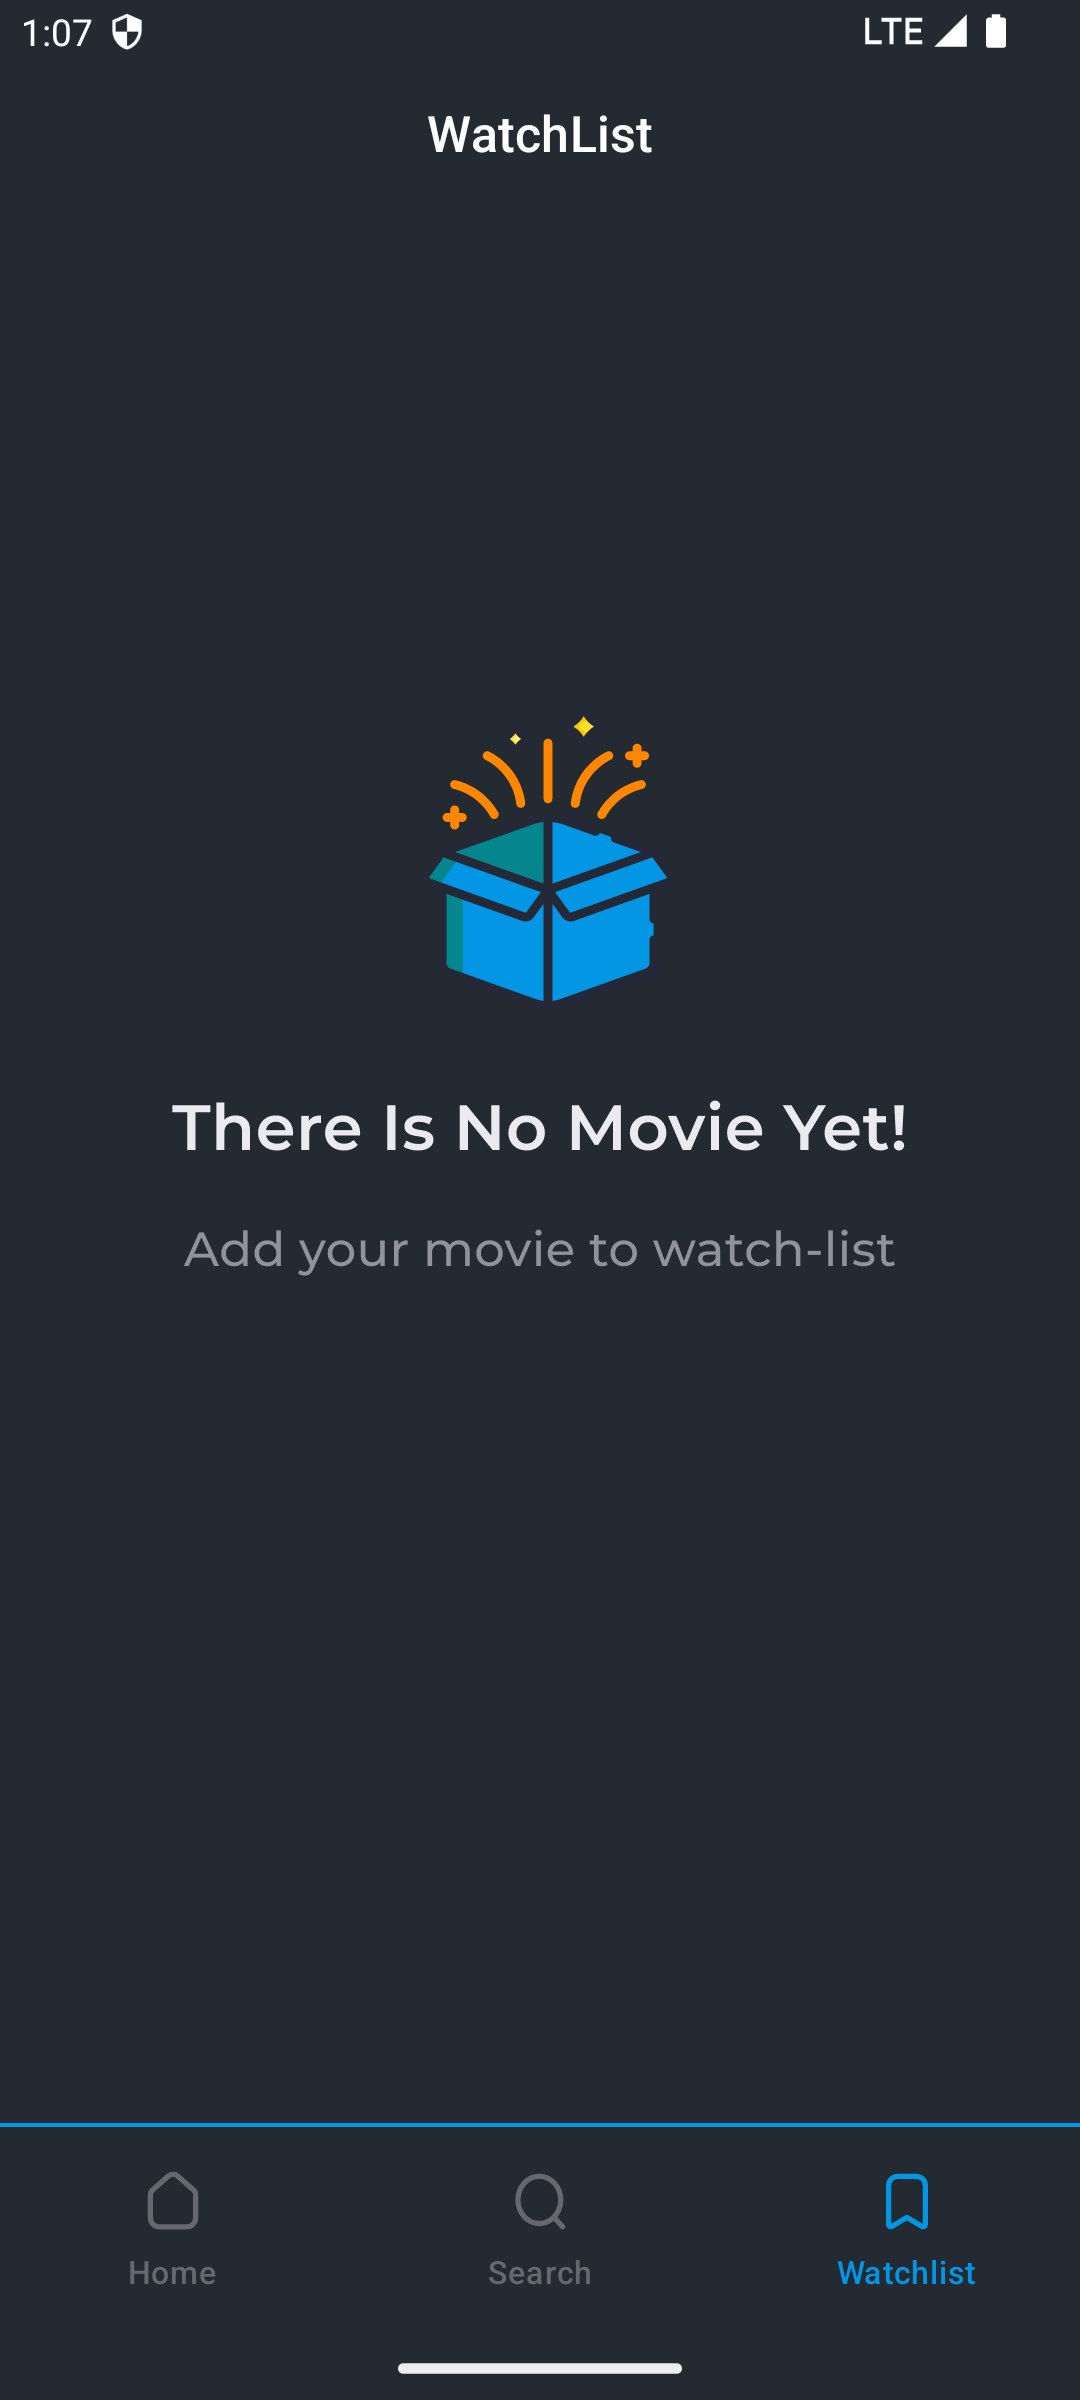 1:07
LTE
WatchList
There Is No Movie Yet!
Add your movie to watch-list
Home
Search
Watchlist